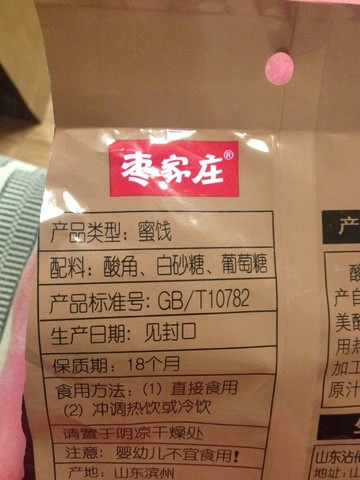 枣家庄®
产品类型：蜜饯
配料：酸角、白砂糖、葡萄糖
产品标准号：GB/T10782
生产日期：见封口
保质期：18个月
食用方法：(1) 直接食用
(2) 冲调热饮或冷饮
请置于阴凉干燥处
注意：婴幼儿不宜食用！
产地：山东滨州
产
酸
产
美
用
加工
原汁
山东沾
山东